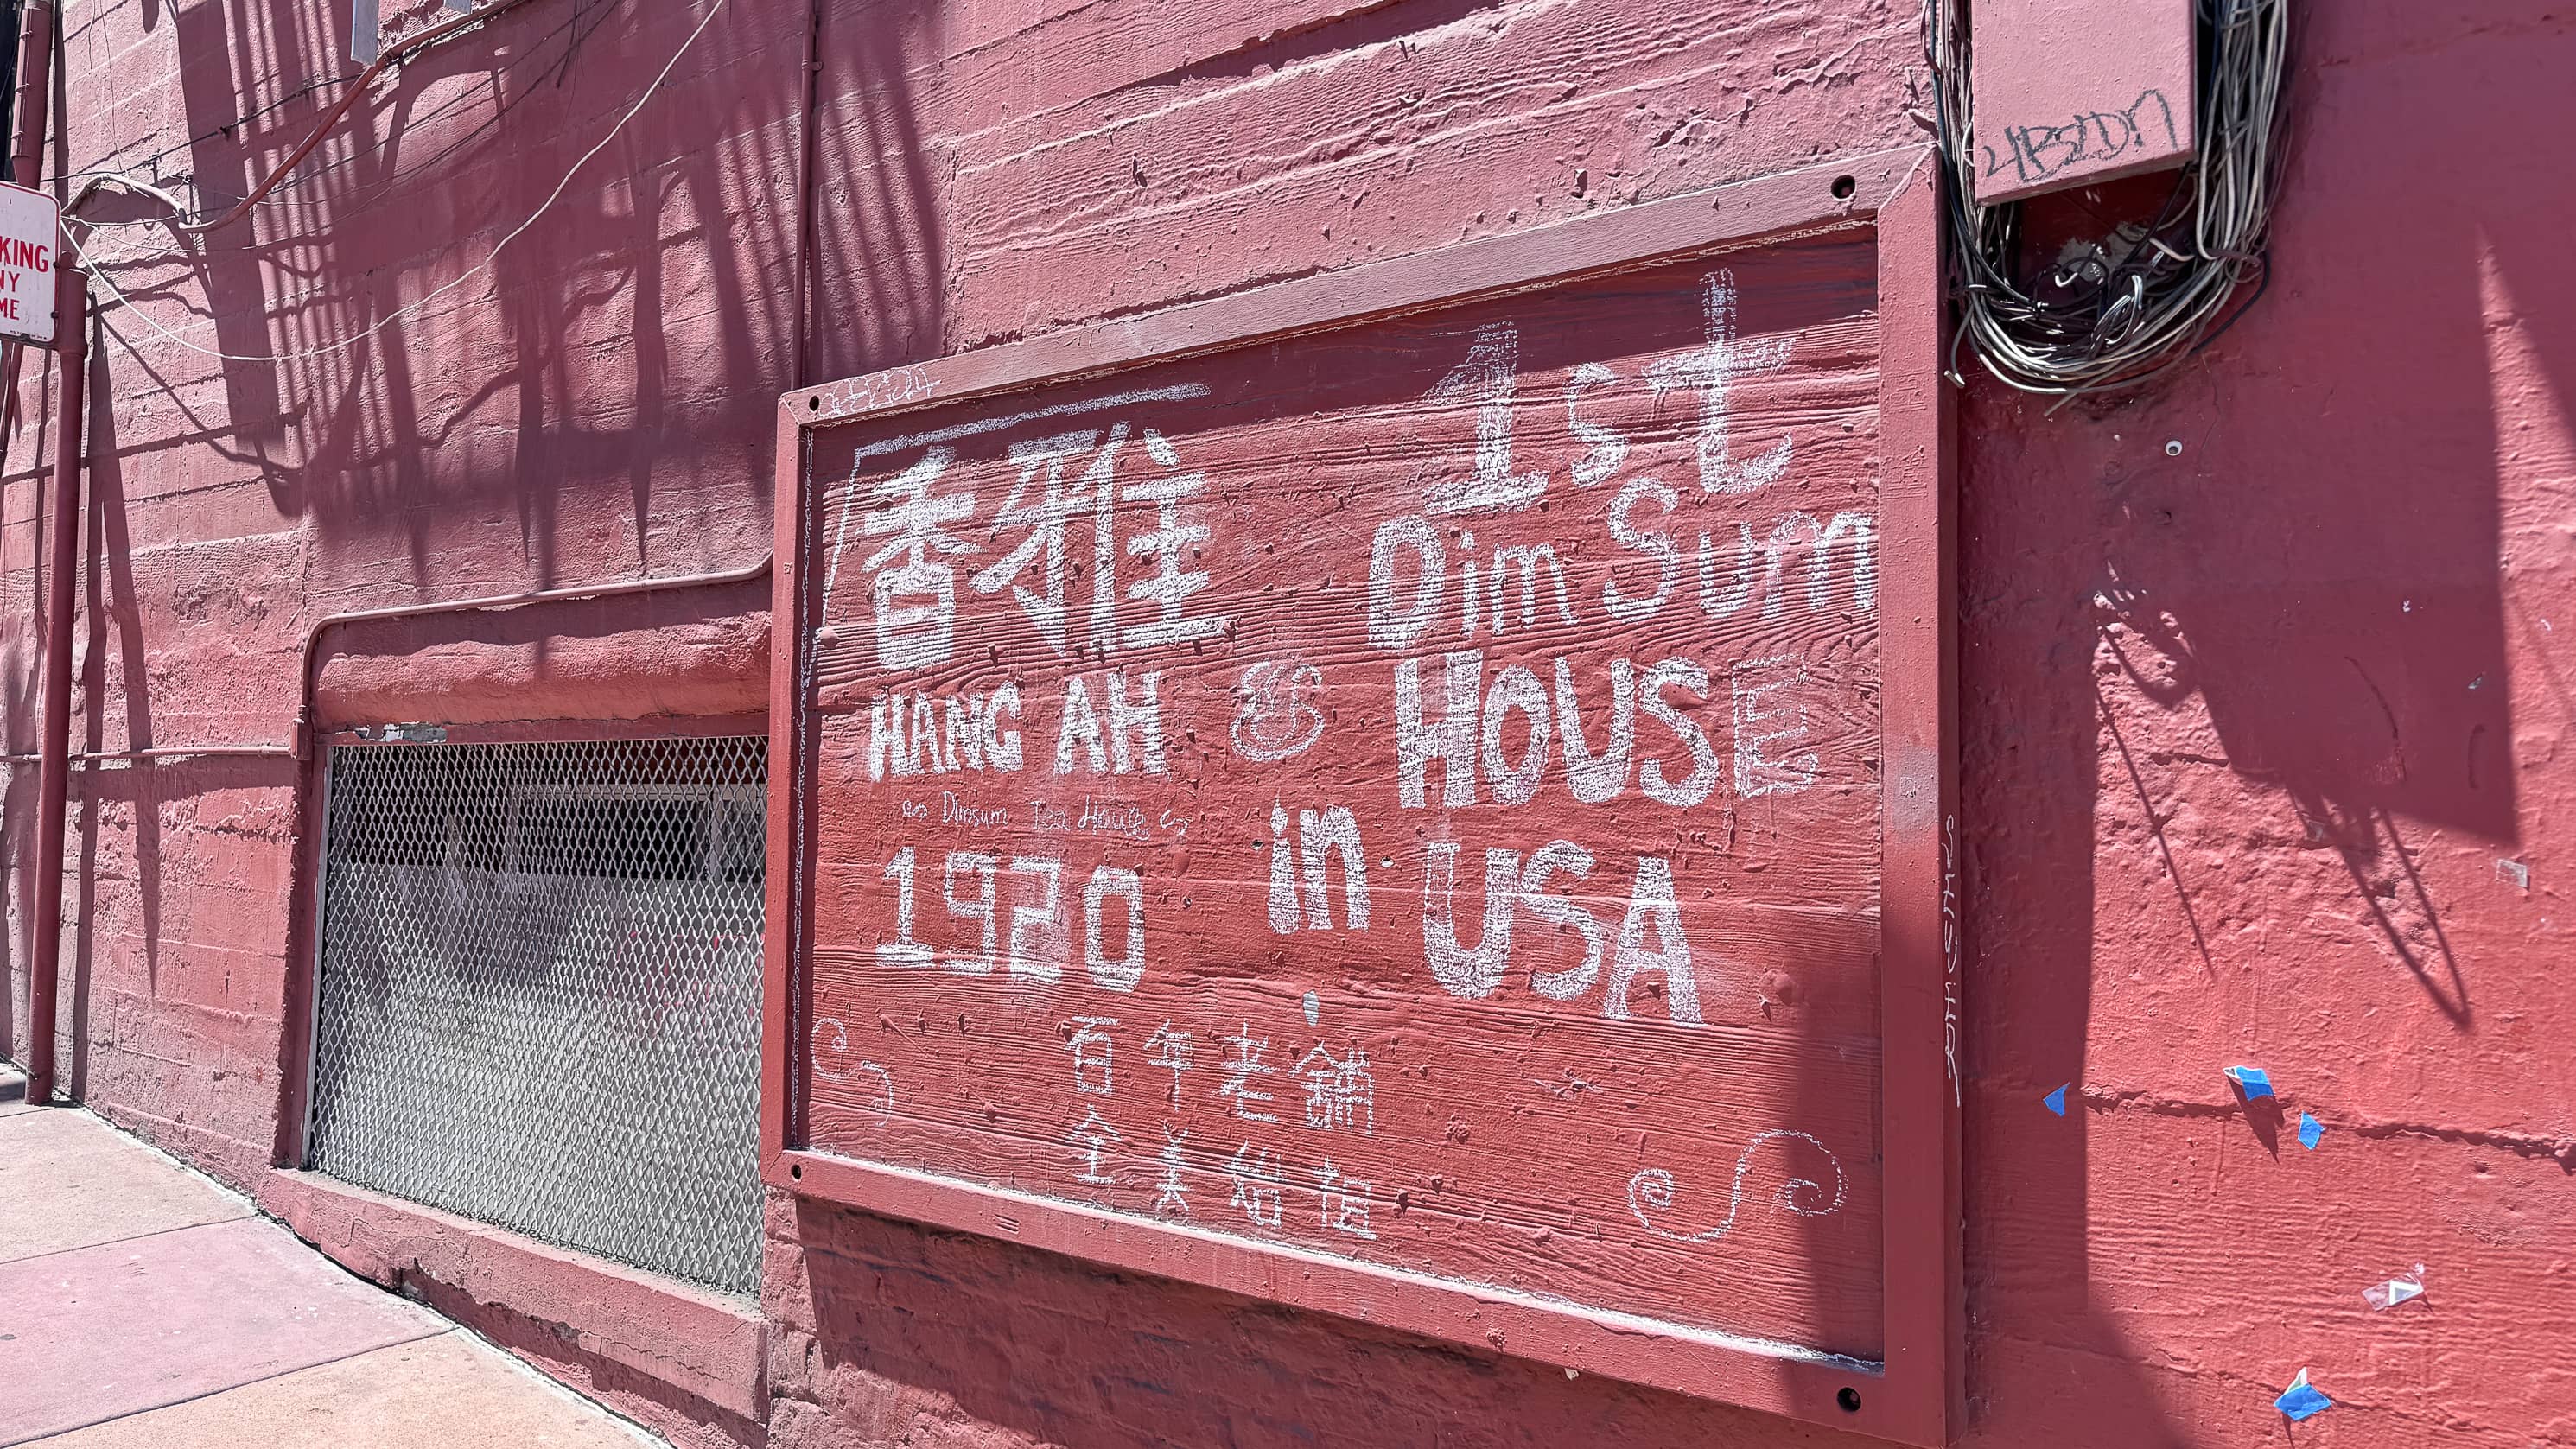 KING
NY
ME
香雅
HANG AH
Dimsum Tea House
1920
1st
Dim Sum
HOUSE
in USA
百年老舖
全美始祖